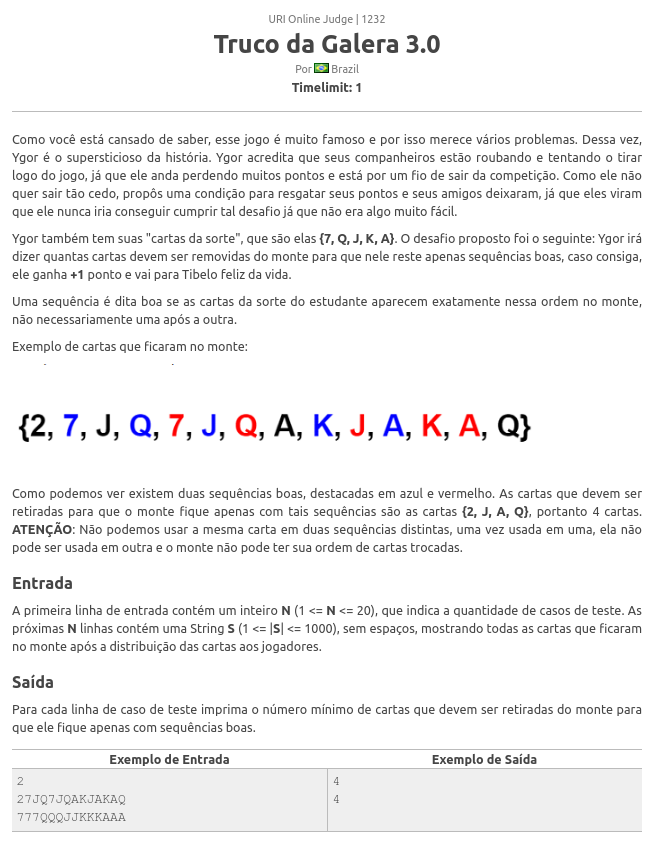 URI Online Judge | 1232
Truco da Galera 3.0
Por Brazil
Timelimit: 1
Como você está cansado de saber, esse jogo é muito famoso e por isso merece vários problemas. Dessa vez,
Ygor é o supersticioso da história. Ygor acredita que seus companheiros estão roubando e tentando o tirar
logo do jogo, já que ele anda perdendo muitos pontos e está por um fio de sair da competição. Como ele não
quer sair tão cedo, propôs uma condição para resgatar seus pontos e seus amigos deixaram, já que eles viram
que ele nunca iria conseguir cumprir tal desafio já que não era algo muito fácil.
Ygor também tem suas "cartas da sorte", que são elas {7, Q, J, K, A}. O desafio proposto foi o seguinte: Ygor irá
dizer quantas cartas devem ser removidas do monte para que nele reste apenas sequências boas, caso consiga,
ele ganha +1 ponto e vai para Tibelo feliz da vida.
Uma sequência é dita boa se as cartas da sorte do estudante aparecem exatamente nessa ordem no monte,
não necessariamente uma após a outra.
Exemplo de cartas que ficaram no monte:
{2, 7, J, Q, 7, J, Q, A, K, J, A, K, A, Q}
Como podemos ver existem duas sequências boas, destacadas em azul e vermelho. As cartas que devem ser
retiradas para que o monte fique apenas com tais sequências são as cartas {2, J, A, Q}, portanto 4 cartas.
ATENÇÃO: Não podemos usar a mesma carta em duas sequências distintas, uma vez usada em uma, ela não
pode ser usada em outra e o monte não pode ter sua ordem de cartas trocadas.
Entrada
A primeira linha de entrada contém um inteiro N (1 <= N <= 20), que indica a quantidade de casos de teste. As
próximas N linhas contém uma String S (1 <= |S| <= 1000), sem espaços, mostrando todas as cartas que ficaram
no monte após a distribuição das cartas aos jogadores.
Saída
Para cada linha de caso de teste imprima o número mínimo de cartas que devem ser retiradas do monte para
que ele fique apenas com sequências boas.
Exemplo de Entrada Exemplo de Saída
2 4
27JQ7JQAKJAKAQ 4
777QQQJJKKKAAA